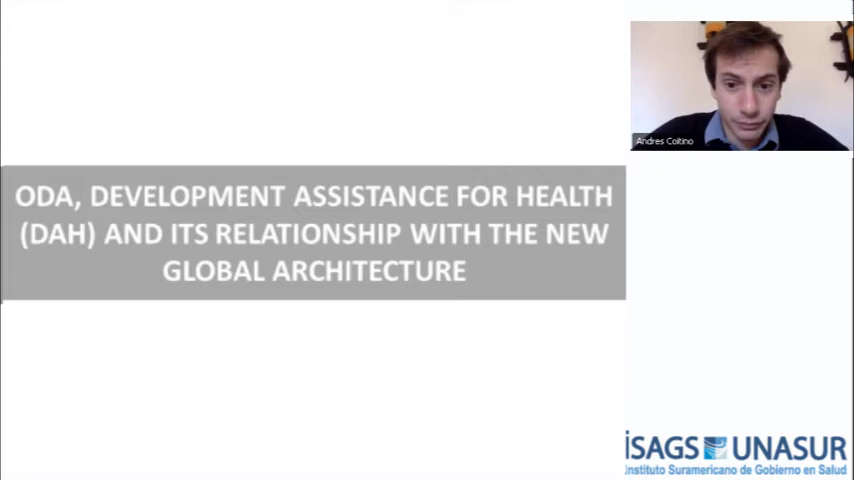 Andres Coitino
ODA, DEVELOPMENT ASSISTANCE FOR HEALTH
(DAH) AND ITS RELATIONSHIP WITH THE NEW
GLOBAL ARCHITECTURE
iSAGS UNASUR
Instituto Suramericano de Gobierno en Salud